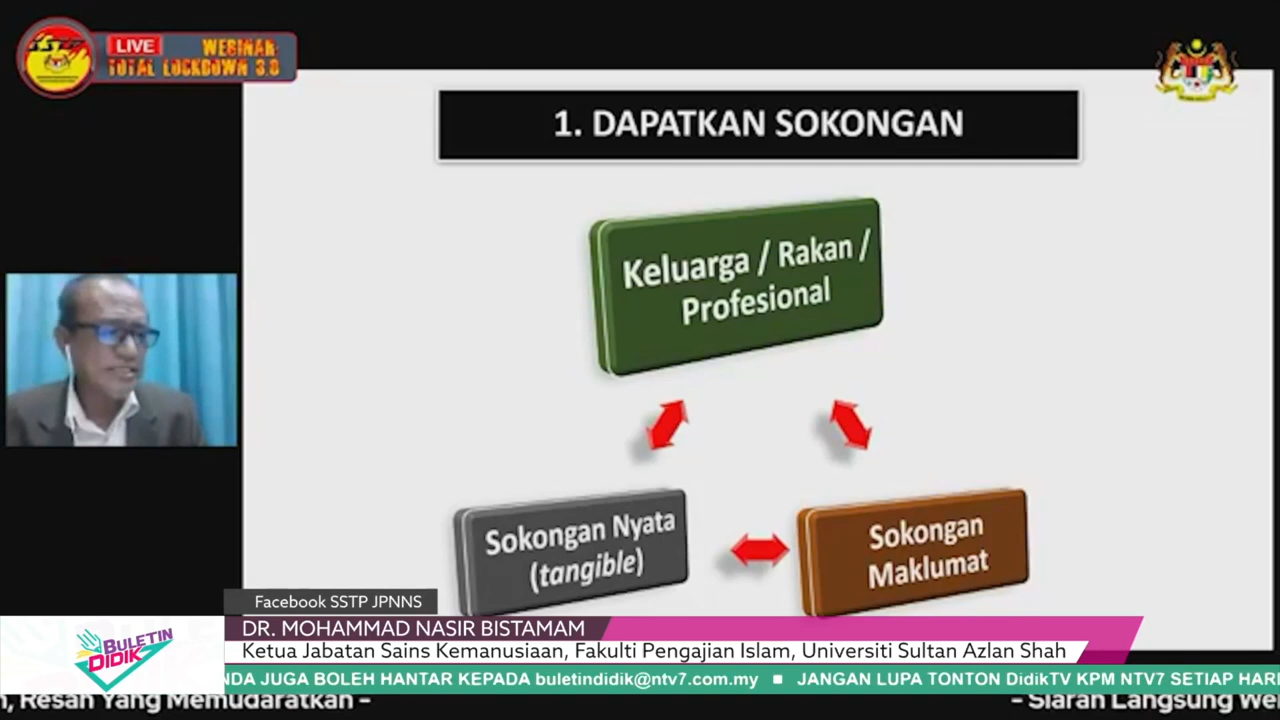 LIVE
WEBINAR
TOTAL LOCKDOWN 3.0
1. DAPATKAN SOKONGAN
Keluarga / Rakan /
Profesional
Sokongan Nyata
(tangible)
Sokongan
Maklumat
Facebook SSTP JPNNS
DR. MOHAMMAD NASIR BISTAMAM
Ketua Jabatan Sains Kemanusiaan, Fakulti Pengajian Islam, Universiti Sultan Azlan Shah
BULETIN
DIDIK
NDA JUGA BOLEH HANTAR KEPADA buletindidik@ntv7.com.my ■ JANGAN LUPA TONTON DidikTV KPM NTV7 SETIAP HARI
, Resah Yang Memudaratkan - - Siaran Langsung We